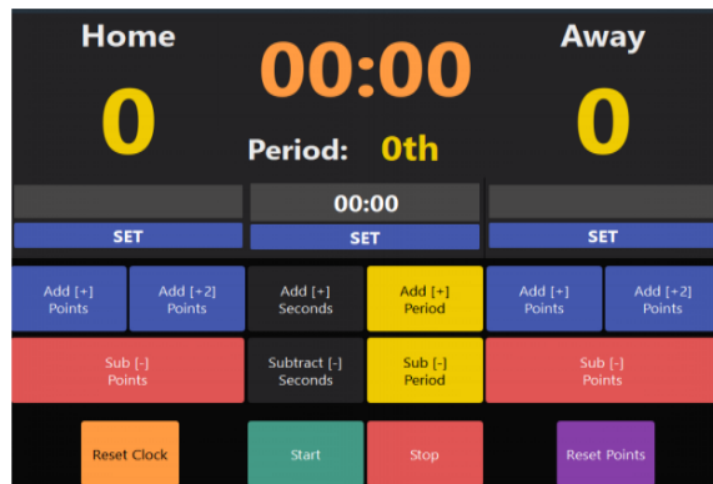 Home
00:00
Away
0
0
Period: 0th
00:00
SET
SET
SET
Add [+]
Points
Add [+2]
Points
Add [+]
Seconds
Add [+]
Period
Add [+]
Points
Add [+2]
Points
Sub [-]
Points
Subtract [-]
Seconds
Sub [-]
Period
Sub [-]
Points
Reset Clock
Start
Stop
Reset Points